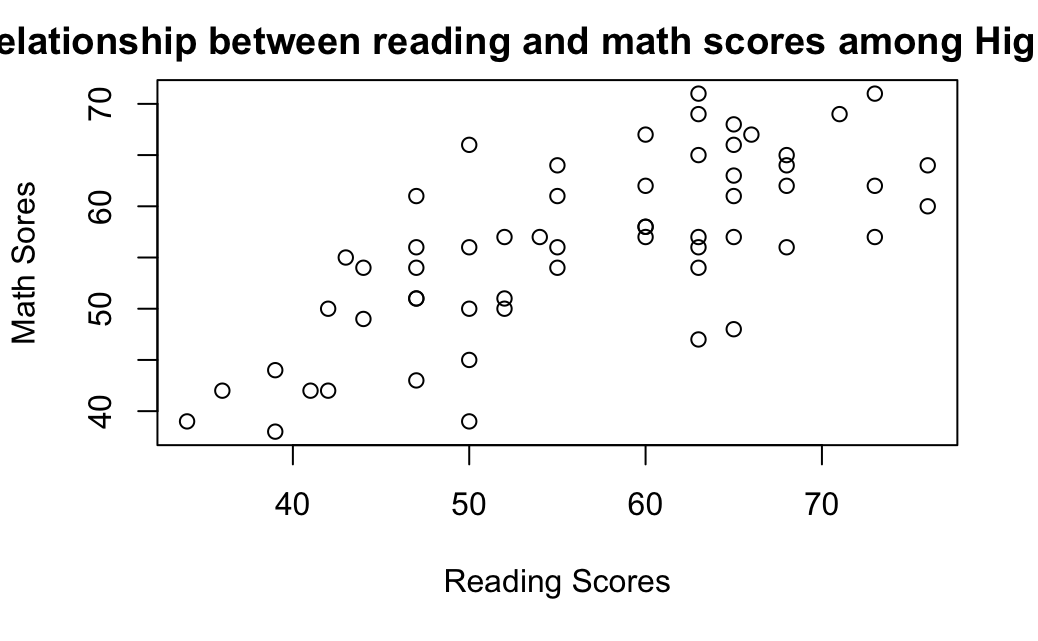 elationship between reading and math scores among Hig
Math Sores
70
60
50
40
40 50 60 70
Reading Scores